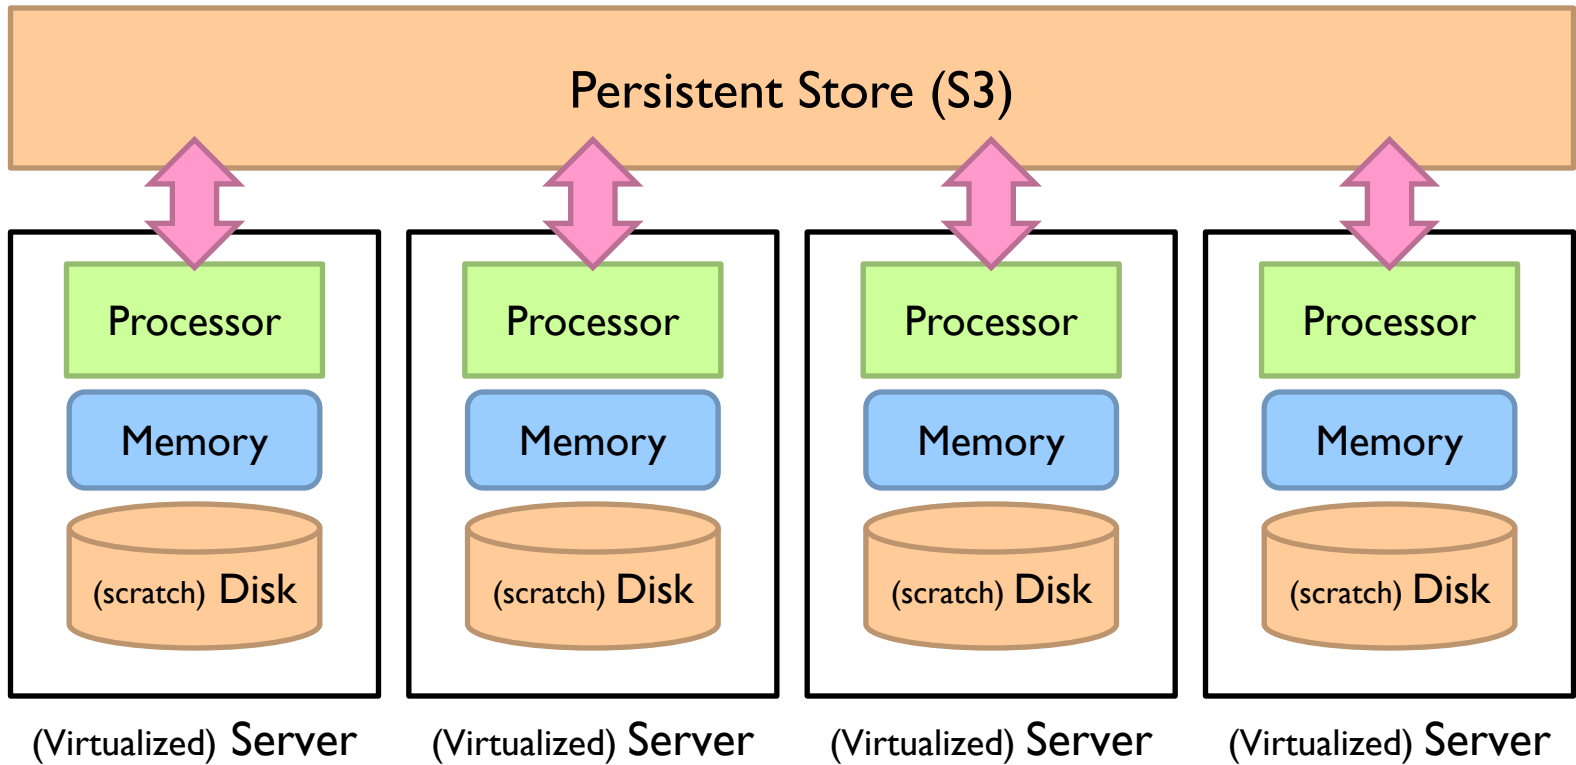 Persistent Store (S3)
Processor Processor Processor Processor
Memory Memory Memory Memory
(scratch) Disk (scratch) Disk (scratch) Disk (scratch) Disk
(Virtualized) Server (Virtualized) Server (Virtualized) Server (Virtualized) Server